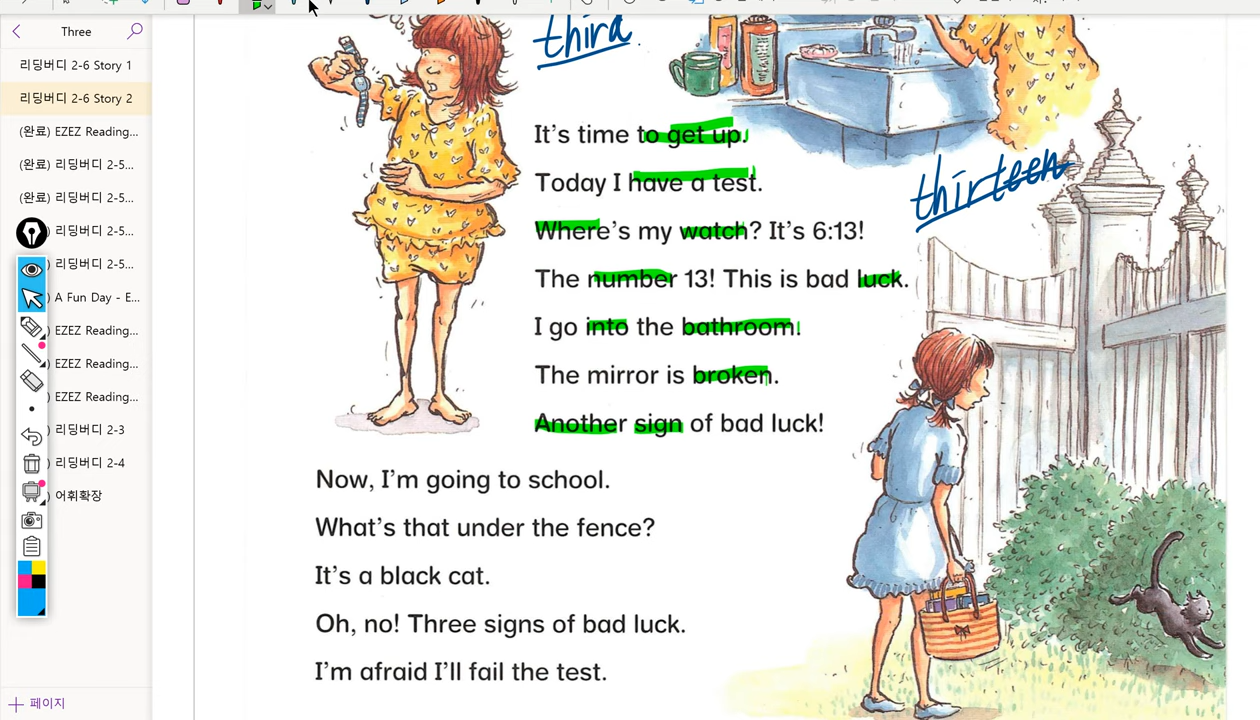 Three
리딩버디 2-6 Story 1
리딩버디 2-6 Story 2
(완료) EZEZ Reading...
(완료) 리딩버디 2-5...
(완료) 리딩버디 2-5...
) 리딩버디 2-5...
) 리딩버디 2-5...
) A Fun Day - E...
) EZEZ Reading...
) EZEZ Reading...
) EZEZ Reading...
) 리딩버디 2-3
) 리딩버디 2-4
) 어휘확장
페이지
third
It's time to get up.
thirteen
Today I have a test.
Where's my watch? It's 6:13!
The number 13! This is bad luck.
I go into the bathroom.
The mirror is broken.
Another sign of bad luck!
Now, I'm going to school.
What's that under the fence?
It's a black cat.
Oh, no! Three signs of bad luck.
I'm afraid I'll fail the test.